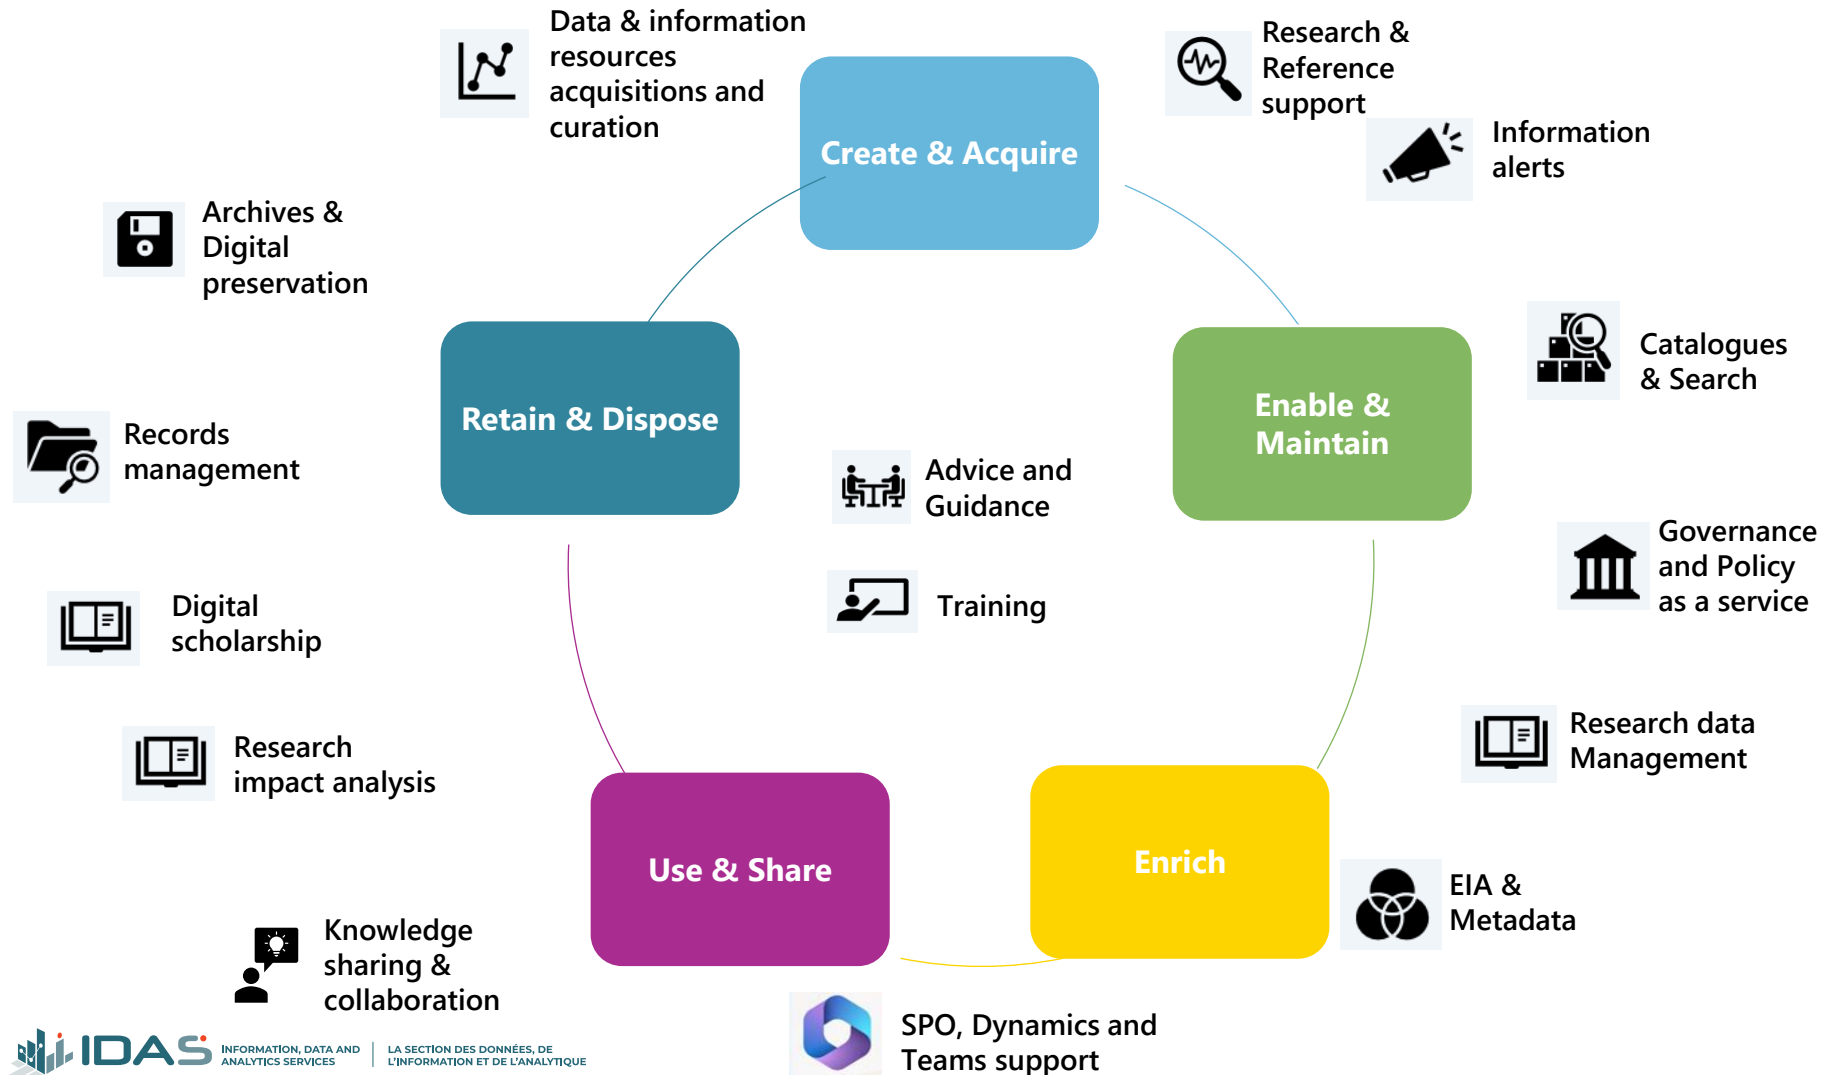 Data & information
resources
acquisitions and
curation
Research &
Reference
support
Create & Acquire
Information
alerts
Archives &
Digital
preservation
Catalogues
& Search
Retain & Dispose
Enable &
Maintain
Records
management
Advice and
Guidance
Governance
and Policy
as a service
Digital
scholarship
Training
Research
impact analysis
Research data
Management
Use & Share
Enrich
EIA &
Metadata
Knowledge
sharing &
collaboration
SPO, Dynamics and
Teams support
IDAS
INFORMATION, DATA AND
ANALYTICS SERVICES
LA SECTION DES DONNÉES, DE
L'INFORMATION ET DE L'ANALYTIQUE